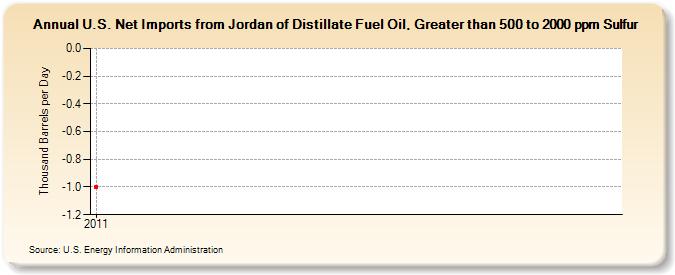 Annual U.S. Net Imports from Jordan of Distillate Fuel Oil, Greater than 500 to 2000 ppm Sulfur
Thousand Barrels per Day
0.0
-0.2
-0.4
-0.6
-0.8
-1.0
-1.2
2011
Source: U.S. Energy Information Administration